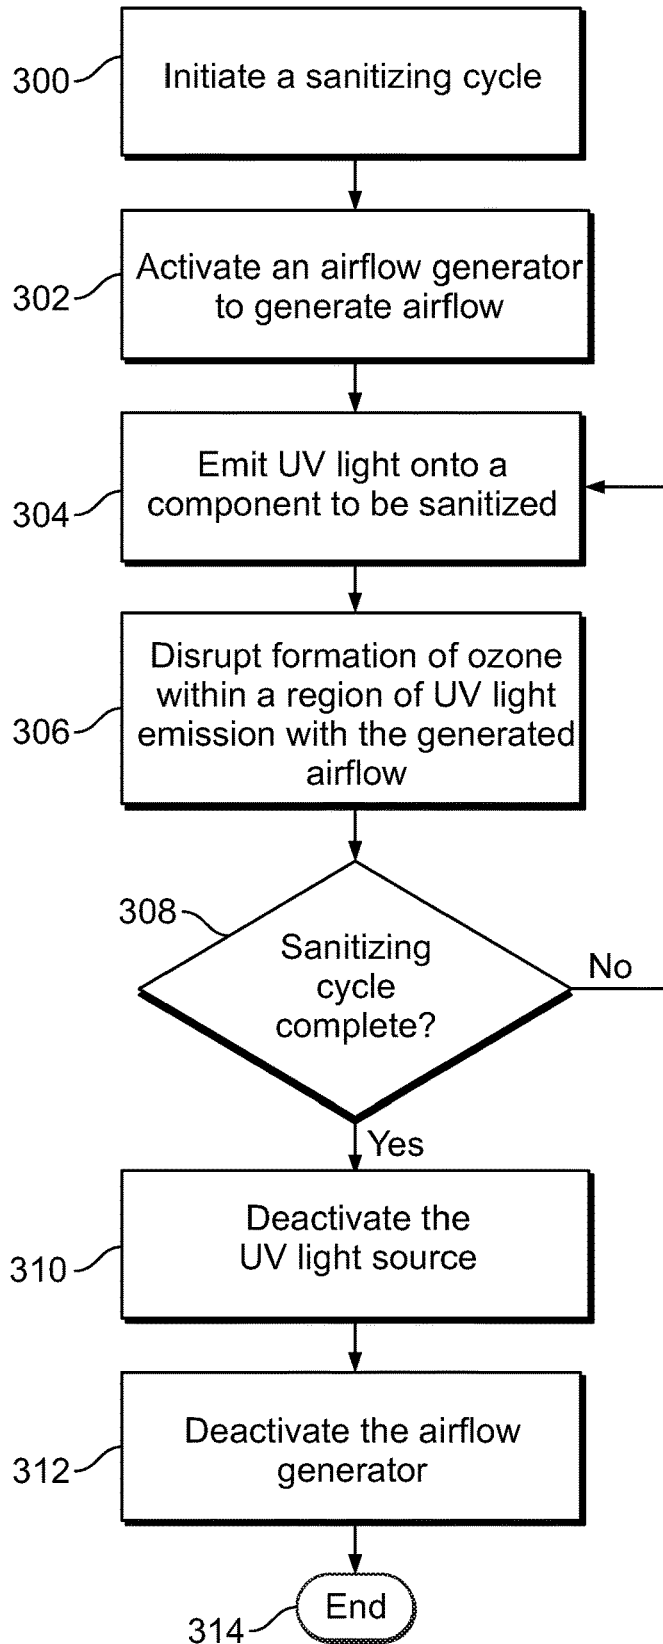 300
Initiate a sanitizing cycle
302
Activate an airflow generator
to generate airflow
304
Emit UV light onto a
component to be sanitized
306
Disrupt formation of ozone
within a region of UV light
emission with the generated
airflow
308
Sanitizing
cycle
complete?
No
Yes
310
Deactivate the
UV light source
312
Deactivate the airflow
generator
314
End